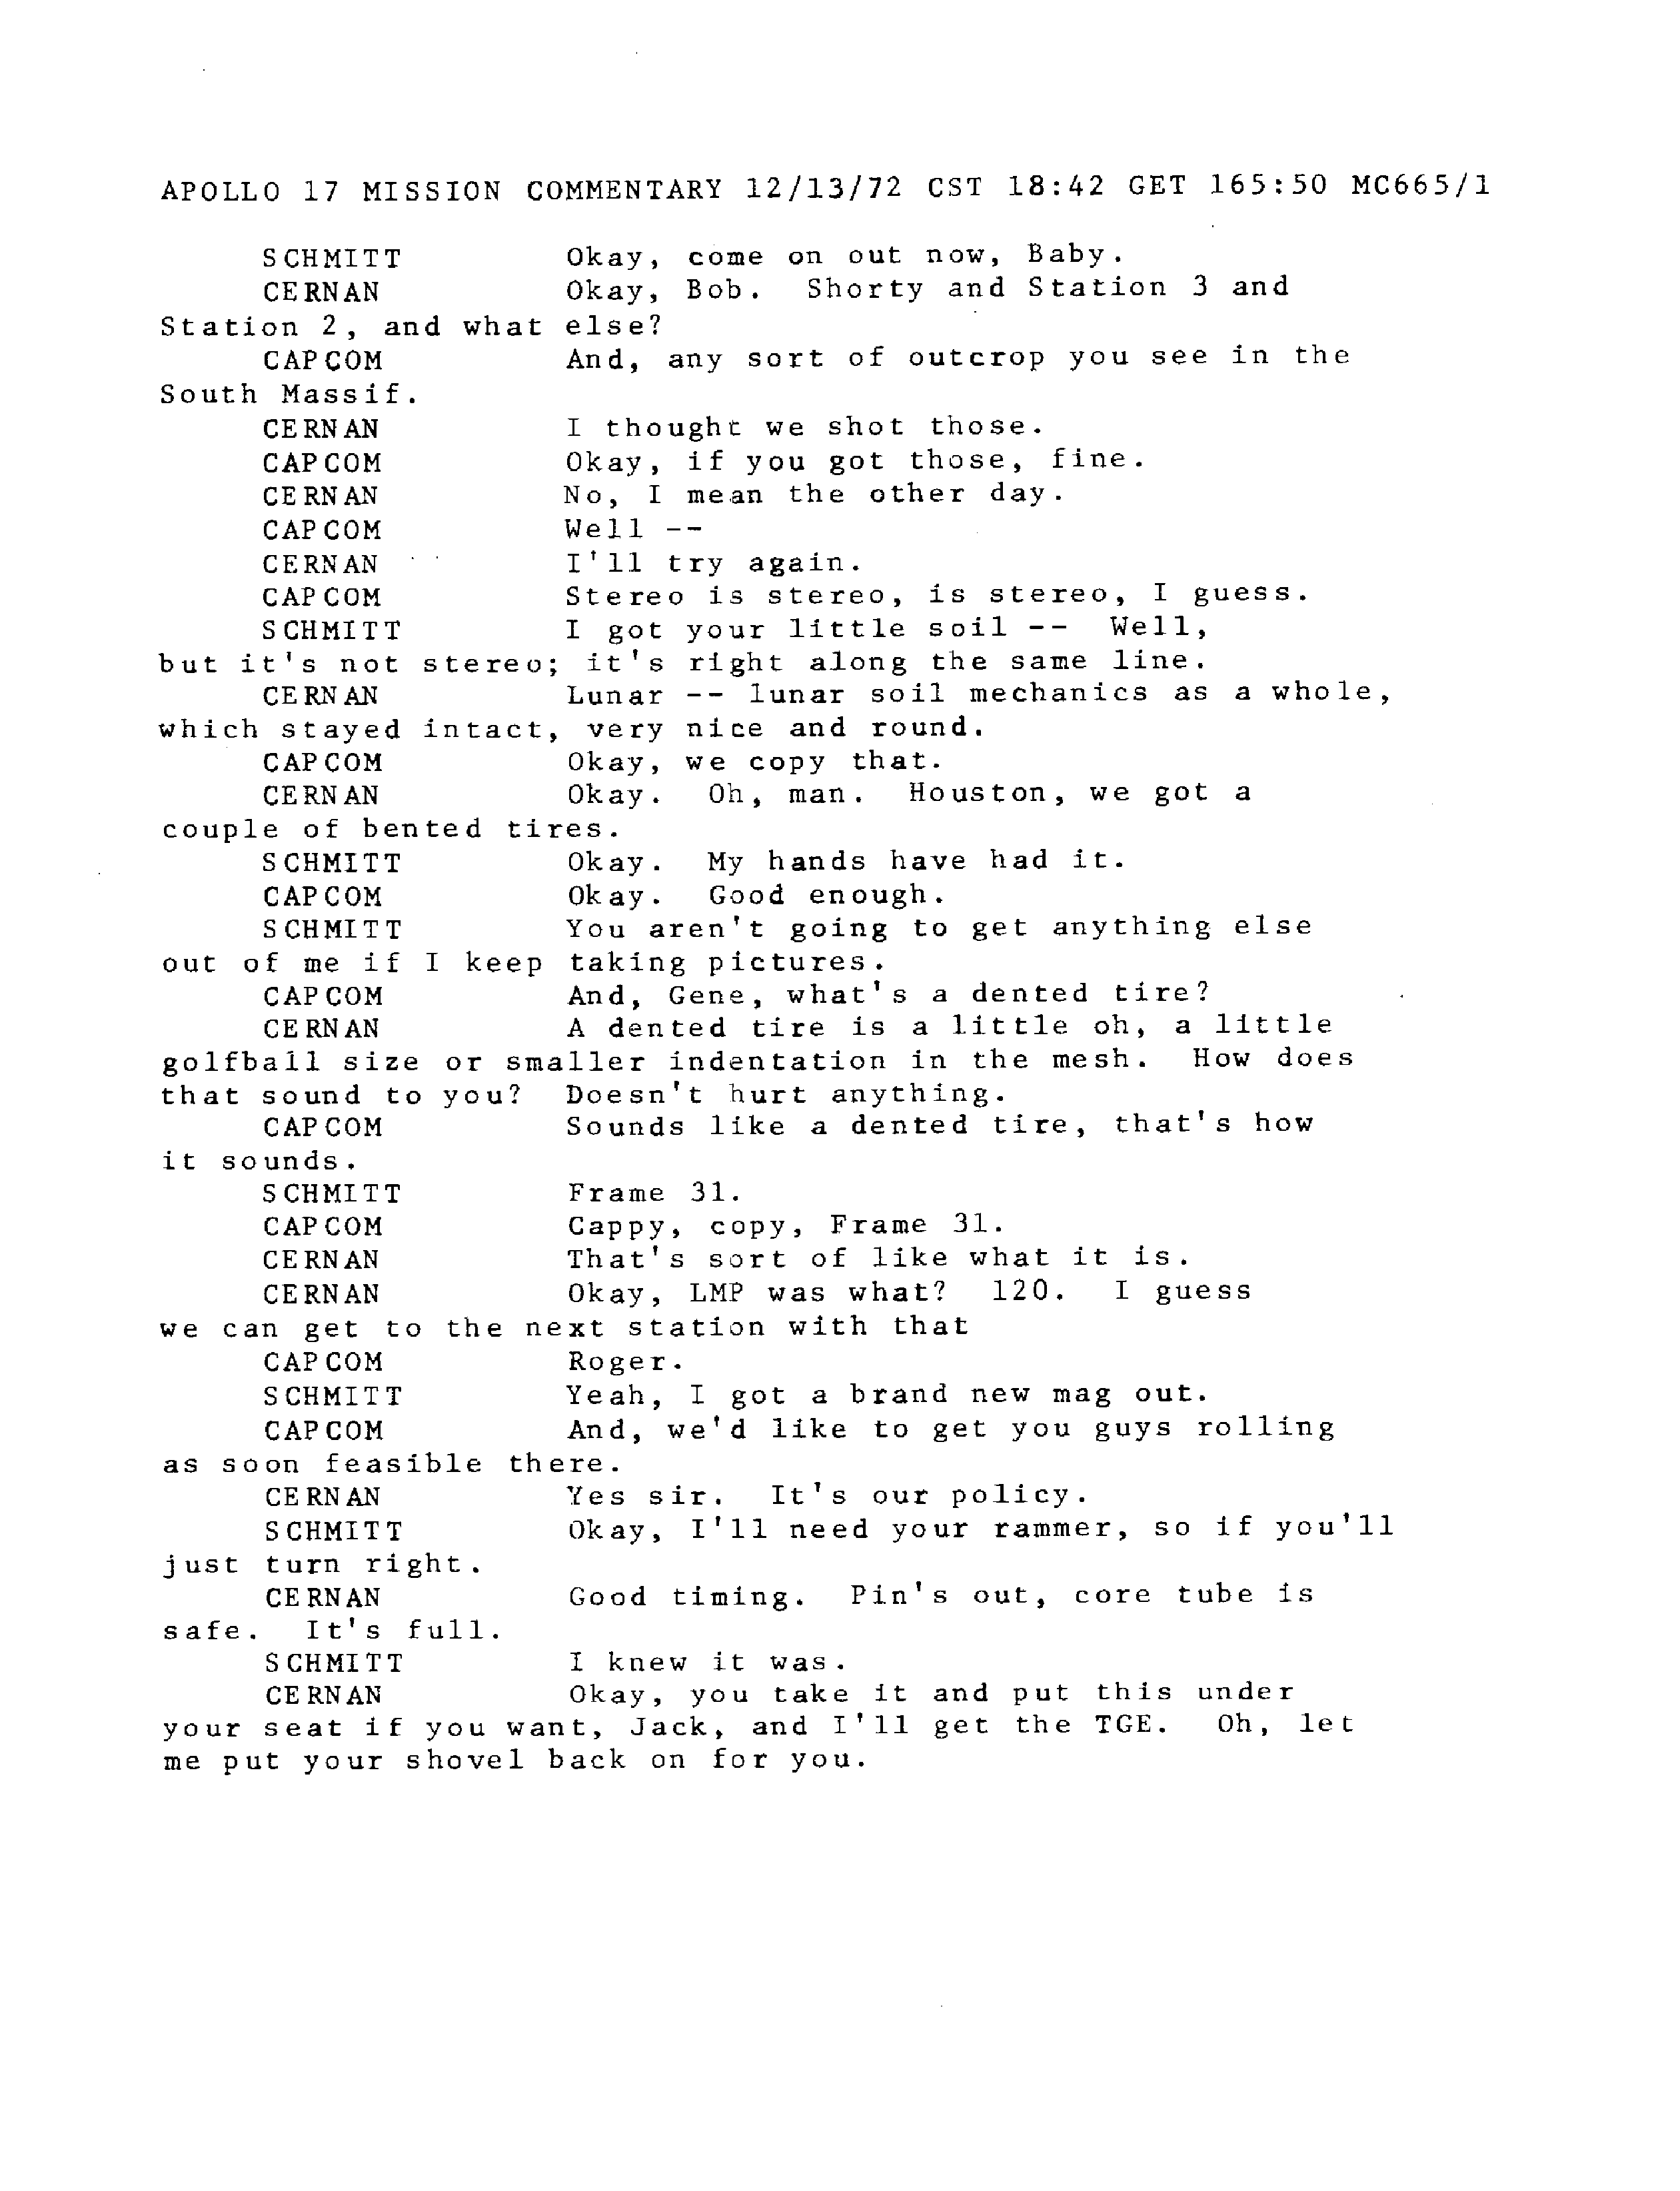 APOLLO 17 MISSION COMMENTARY 12/13/72 CST 18:42 GET 165:50 MC665/1
SCHMITT Okay, come on out now, Baby.
CERNAN Okay, Bob. Shorty and Station 3 and
Station 2, and what else?
CAPCOM And, any sort of outcrop you see in the
South Massif.
CERNAN I thought we shot those.
CAPCOM Okay, if you got those, fine.
CERNAN No, I mean the other day.
CAPCOM Well --
CERNAN I'll try again.
CAPCOM Stereo is stereo, is stereo, I guess.
SCHMITT I got your little soil -- Well,
but it's not stereo; it's right along the same line.
CERNAN Lunar -- lunar soil mechanics as a whole,
which stayed intact, very nice and round.
CAPCOM Okay, we copy that.
CERNAN Okay. Oh, man. Houston, we got a
couple of bented tires.
SCHMITT Okay. My hands have had it.
CAPCOM Okay. Good enough.
SCHMITT You aren't going to get anything else
out of me if I keep taking pictures.
CAPCOM And, Gene, what's a dented tire?
CERNAN A dented tire is a little oh, a little
golfball size or smaller indentation in the mesh. How does
that sound to you? Doesn't hurt anything.
CAPCOM Sounds like a dented tire, that's how
it sounds.
SCHMITT Frame 31.
CAPCOM Cappy, copy, Frame 31.
CERNAN That's sort of like what it is.
CERNAN Okay, LMP was what? 120. I guess
we can get to the next station with that
CAPCOM Roger.
SCHMITT Yeah, I got a brand new mag out.
CAPCOM And, we'd like to get you guys rolling
as soon feasible there.
CERNAN Yes sir. It's our policy.
SCHMITT Okay, I'll need your rammer, so if you'll
just turn right.
CERNAN Good timing. Pin's out, core tube is
safe. It's full.
SCHMITT I knew it was.
CERNAN Okay, you take it and put this under
your seat if you want, Jack, and I'll get the TGE. Oh, let
me put your shovel back on for you.